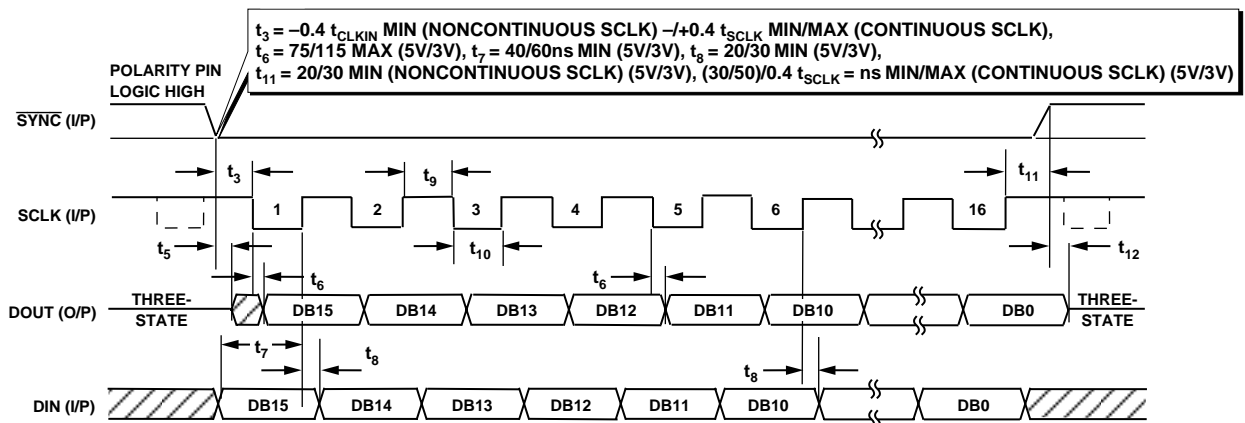 t3 = –0.4 tCLKIN MIN (NONCONTINUOUS SCLK) –/+0.4 tSCLK MIN/MAX (CONTINUOUS SCLK),
t6 = 75/115 MAX (5V/3V), t7 = 40/60ns MIN (5V/3V), t8 = 20/30 MIN (5V/3V),
t11 = 20/30 MIN (NONCONTINUOUS SCLK) (5V/3V), (30/50)/0.4 tSCLK = ns MIN/MAX (CONTINUOUS SCLK) (5V/3V)
POLARITY PIN
LOGIC HIGH
SYNC (I/P)
t3
t9
t11
SCLK (I/P)
1
2
3
4
5
6
16
t5
t10
t12
t6
t6
DOUT (O/P)
THREE-
STATE
DB15
DB14
DB13
DB12
DB11
DB10
DB0
THREE-
STATE
t7
t8
t8
DIN (I/P)
DB15
DB14
DB13
DB12
DB11
DB10
DB0